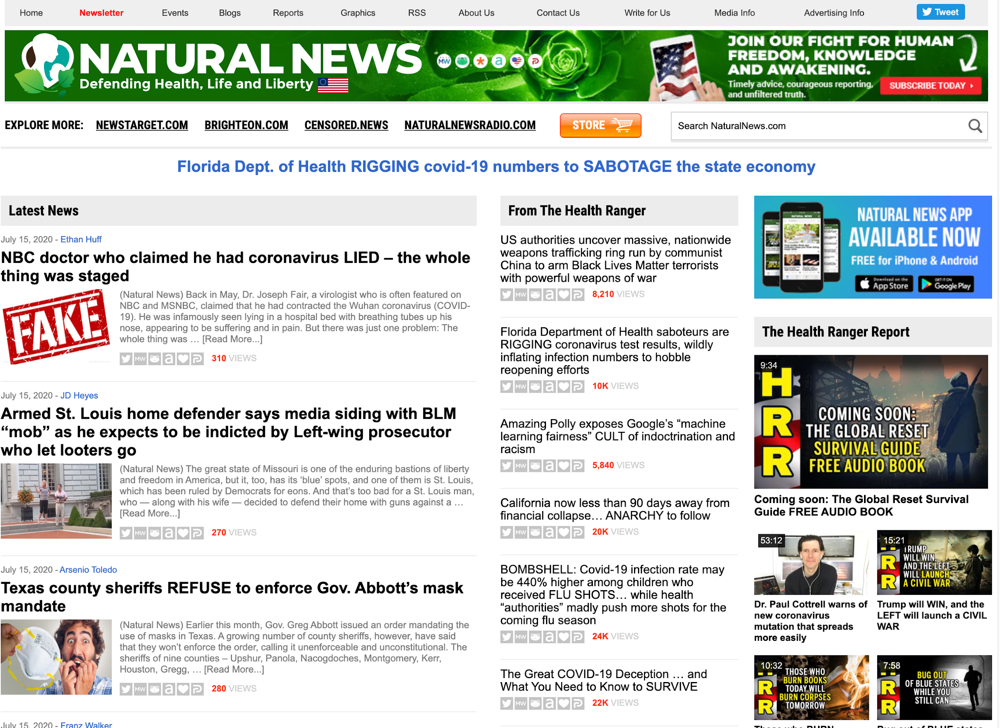 Home Newsletter Events Blogs Reports Graphics RSS About Us Contact Us Write for Us Media Info Advertising Info Tweet
NATURAL NEWS
Defending Health, Life and Liberty
MW a P
JOIN OUR FIGHT FOR HUMAN
FREEDOM, KNOWLEDGE
AND AWAKENING.
Timely advice, courageous reporting,
and unfiltered truth.
SUBSCRIBE TODAY
EXPLORE MORE: NEWSTARGET.COM BRIGHTEON.COM CENSORED.NEWS NATURALNEWSRADIO.COM STORE Search NaturalNews.com
Florida Dept. of Health RIGGING covid-19 numbers to SABOTAGE the state economy
Latest News
July 15, 2020 - Ethan Huff
NBC doctor who claimed he had coronavirus LIED – the whole
thing was staged
FAKE
(Natural News) Back in May, Dr. Joseph Fair, a virologist who is often featured on
NBC and MSNBC, claimed that he had contracted the Wuhan coronavirus (COVID-
19). He was infamously seen lying in a hospital bed with breathing tubes up his
nose, appearing to be suffering and in pain. But there was just one problem: The
whole thing was … [Read More...]
MW a P 310 VIEWS
July 15, 2020 - JD Heyes
Armed St. Louis home defender says media siding with BLM
“mob” as he expects to be indicted by Left-wing prosecutor
who let looters go
(Natural News) The great state of Missouri is one of the enduring bastions of liberty
and freedom in America, but it, too, has its ‘blue’ spots, and one of them is St. Louis,
which has been ruled by Democrats for eons. And that’s too bad for a St. Louis man,
who — along with his wife — decided to defend their home with guns against a …
[Read More...]
MW a P 270 VIEWS
July 15, 2020 - Arsenio Toledo
Texas county sheriffs REFUSE to enforce Gov. Abbott’s mask
mandate
(Natural News) Earlier this month, Gov. Greg Abbott issued an order mandating the
use of masks in Texas. A growing number of county sheriffs, however, have said
that they won’t enforce the order, calling it unenforceable and unconstitutional. The
sheriffs of nine counties – Upshur, Panola, Nacogdoches, Montgomery, Kerr,
Houston, Gregg, … [Read More...]
MW a P 280 VIEWS
July 15, 2020 - Franz Walker
From The Health Ranger
US authorities uncover massive, nationwide
weapons trafficking ring run by communist
China to arm Black Lives Matter terrorists
with powerful weapons of war
MW a P 8,210 VIEWS
Florida Department of Health saboteurs are
RIGGING coronavirus test results, wildly
inflating infection numbers to hobble
reopening efforts
MW a P 10K VIEWS
Amazing Polly exposes Google’s “machine
learning fairness” CULT of indoctrination and
racism
MW a P 5,840 VIEWS
California now less than 90 days away from
financial collapse… ANARCHY to follow
MW a P 20K VIEWS
BOMBSHELL: Covid-19 infection rate may
be 440% higher among children who
received FLU SHOTS… while health
“authorities” madly push more shots for the
coming flu season
MW a P 24K VIEWS
The Great COVID-19 Deception … and
What You Need to Know to SURVIVE
MW a P 22K VIEWS
NATURAL NEWS APP
AVAILABLE NOW
FREE for iPhone & Android
Download on the
App Store
GET IT ON
Google Play
The Health Ranger Report
9:34
HRR
COMING SOON:
THE GLOBAL RESET
SURVIVAL GUIDE
FREE AUDIO BOOK
Coming soon: The Global Reset Survival
Guide FREE AUDIO BOOK
53:12
Dr. Paul Cottrell warns of
new coronavirus
mutation that spreads
more easily
15:21
HRR
TRUMP
WILL WIN,
AND THE LEFT
WILL LAUNCH
A CIVIL WAR
Trump will WIN, and the
LEFT will launch a CIVIL
WAR
10:32
HRR
THOSE WHO
BURN BOOKS
TODAY WILL
BURN CORPSES
TOMORROW
Those who BURN
7:58
HRR
BUG OUT
OF BLUE STATES
WHILE YOU
STILL CAN
Bug out of BLUE states